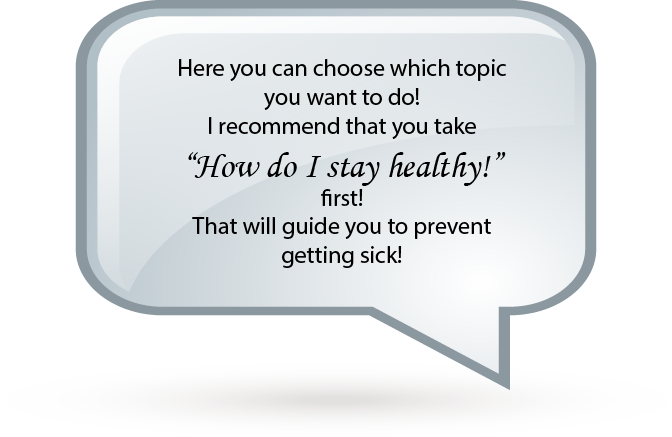 Here you can choose which topic
you want to do!
I recommend that you take
“How do I stay healthy!”
first!
That will guide you to prevent
getting sick!